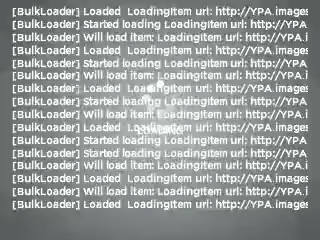 [BulkLoader] Loaded  LoadingItem url: http://YPA.images
[BulkLoader] Started loading LoadingItem url: http://YPA
[BulkLoader] Will load item: LoadingItem url: http://YPA.i
[BulkLoader] Loaded  LoadingItem url: http://YPA.images
[BulkLoader] Started loading LoadingItem url: http://YPA
[BulkLoader] Will load item: LoadingItem url: http://YPA.i
[BulkLoader] Loaded  LoadingItem url: http://YPA.images
[BulkLoader] Started loading LoadingItem url: http://YPA
[BulkLoader] Will load item: LoadingItem url: http://YPA.i
[BulkLoader] Loaded  LoadingItem url: http://YPA.images
[BulkLoader] Started loading LoadingItem url: http://YPA
[BulkLoader] Started loading LoadingItem url: http://YPA
[BulkLoader] Will load item: LoadingItem url: http://YPA.i
[BulkLoader] Loaded  LoadingItem url: http://YPA.images
[BulkLoader] Will load item: LoadingItem url: http://YPA.i
[BulkLoader] Loaded  LoadingItem url: http://YPA.images